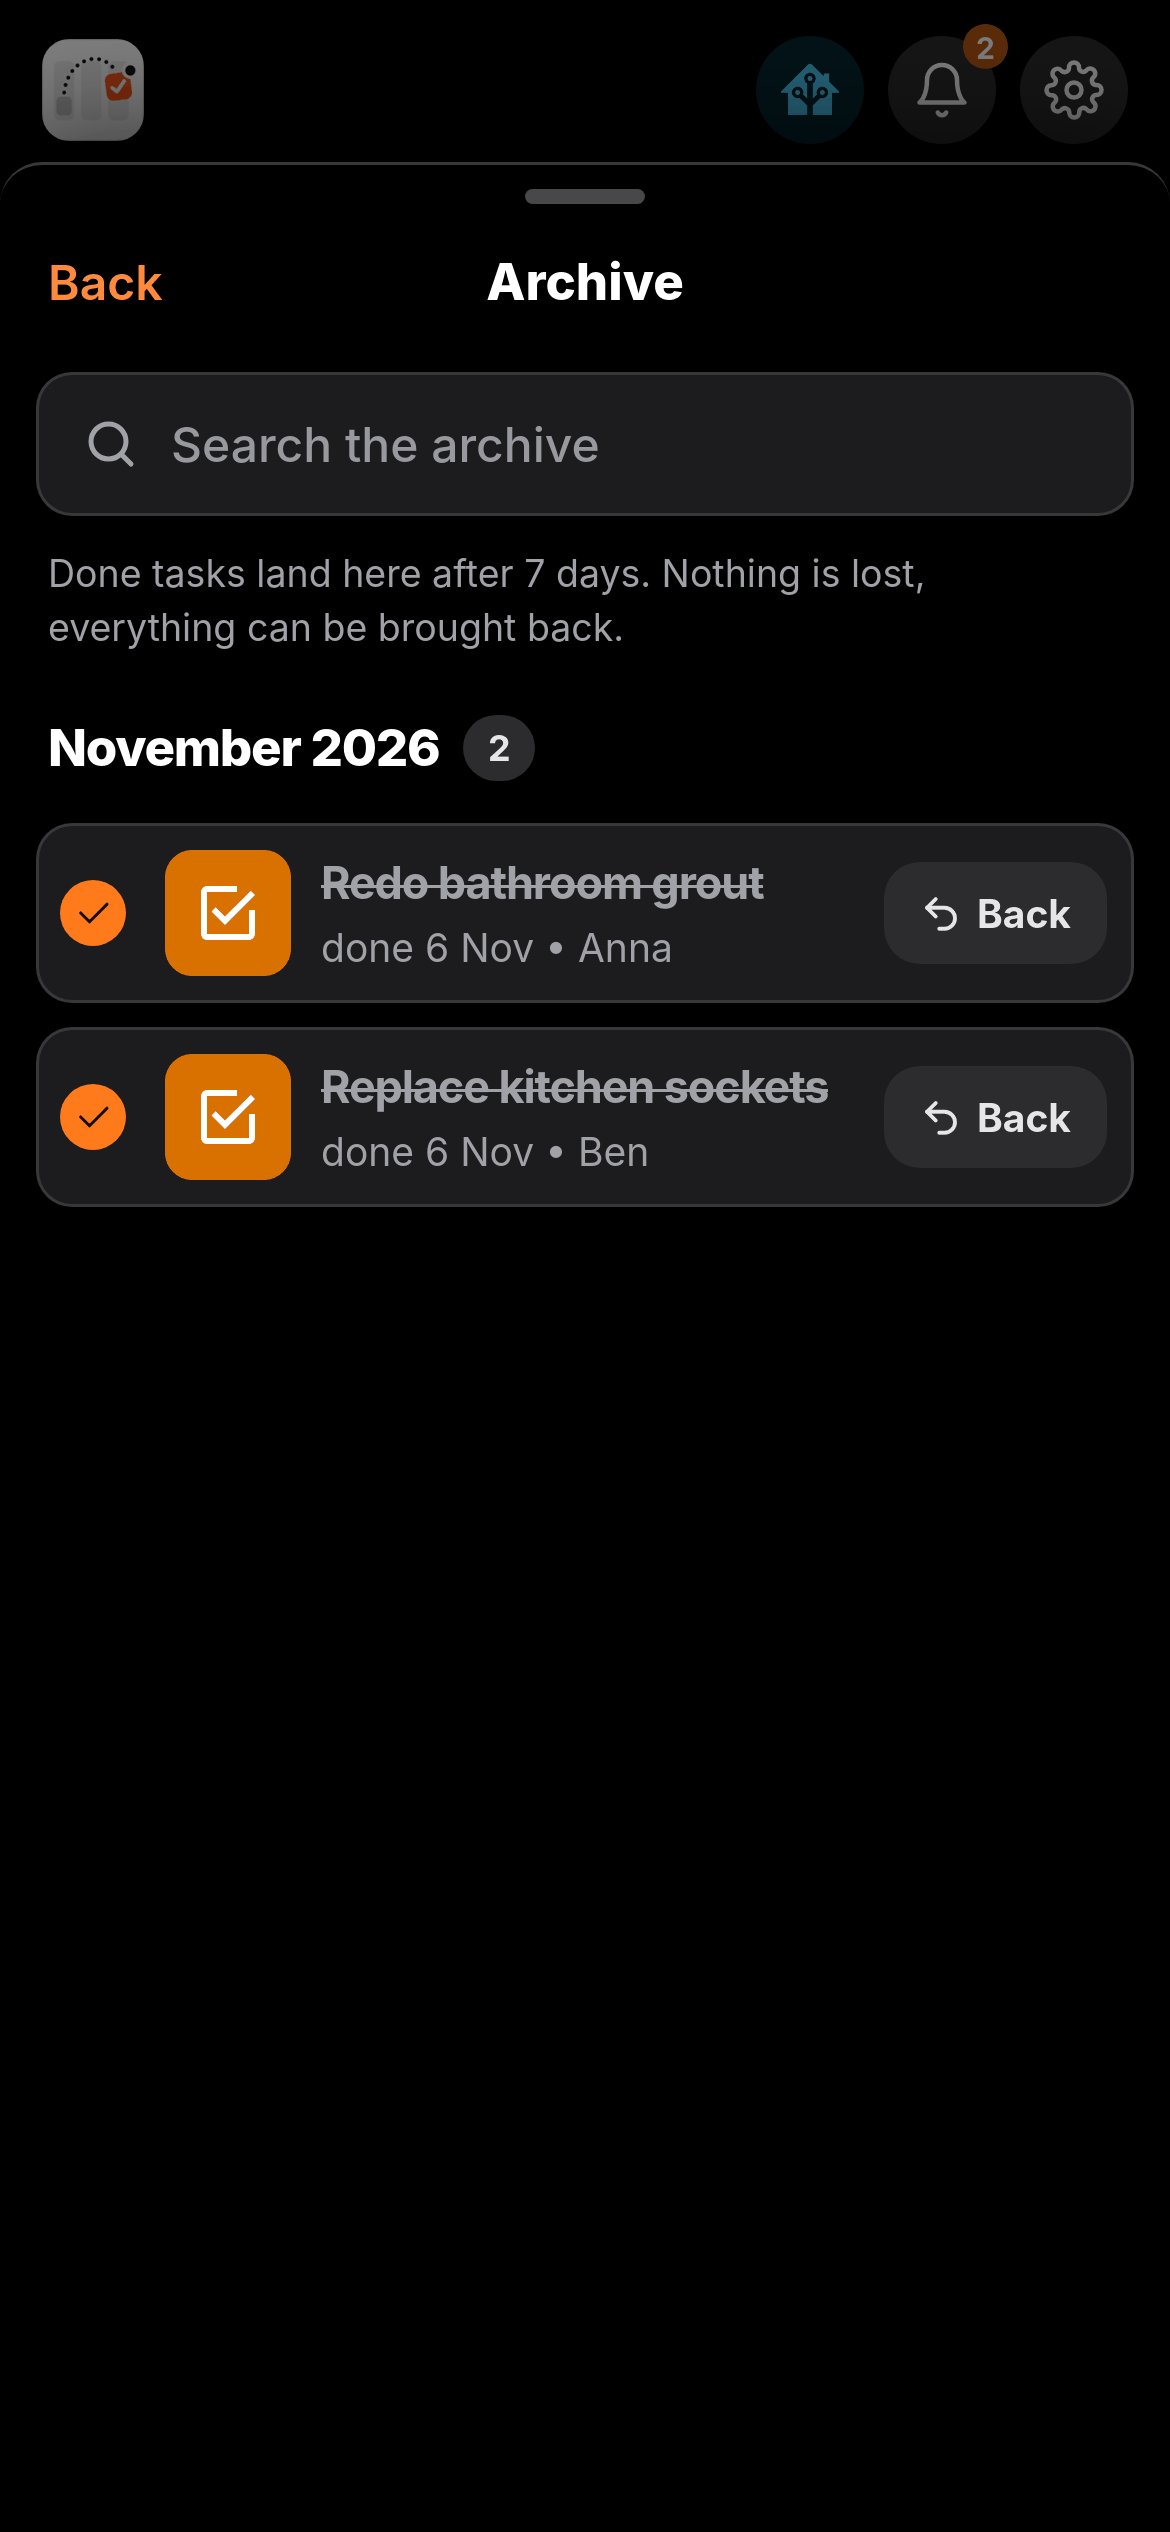 2
Back
Archive
Search the archive
Done tasks land here after 7 days. Nothing is lost,
everything can be brought back.
November 2026
2
Redo bathroom grout
done 6 Nov • Anna
Back
Replace kitchen sockets
done 6 Nov • Ben
Back